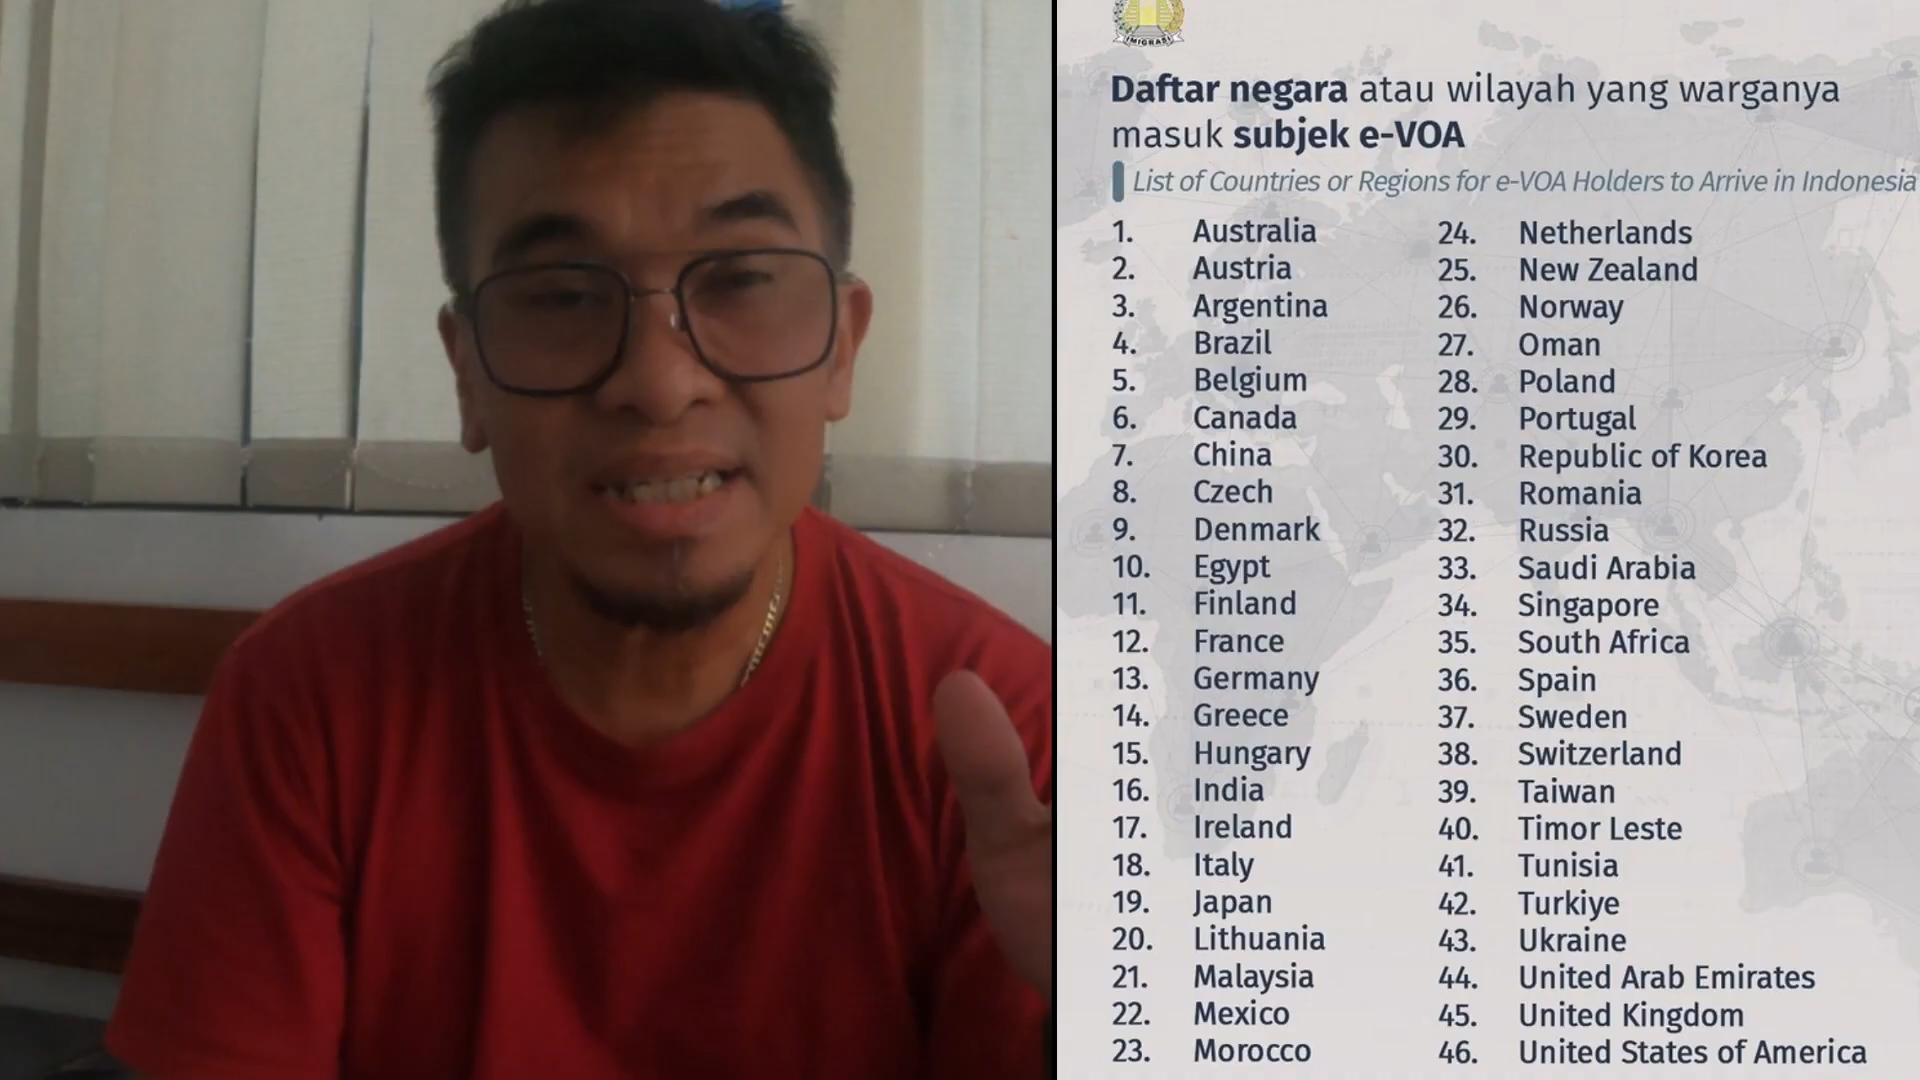 IMIGRASI
Daftar negara atau wilayah yang warganya
masuk subjek e-VOA
List of Countries or Regions for e-VOA Holders to Arrive in Indonesia
1. Australia
2. Austria
3. Argentina
4. Brazil
5. Belgium
6. Canada
7. China
8. Czech
9. Denmark
10. Egypt
11. Finland
12. France
13. Germany
14. Greece
15. Hungary
16. India
17. Ireland
18. Italy
19. Japan
20. Lithuania
21. Malaysia
22. Mexico
23. Morocco
24. Netherlands
25. New Zealand
26. Norway
27. Oman
28. Poland
29. Portugal
30. Republic of Korea
31. Romania
32. Russia
33. Saudi Arabia
34. Singapore
35. South Africa
36. Spain
37. Sweden
38. Switzerland
39. Taiwan
40. Timor Leste
41. Tunisia
42. Turkiye
43. Ukraine
44. United Arab Emirates
45. United Kingdom
46. United States of America